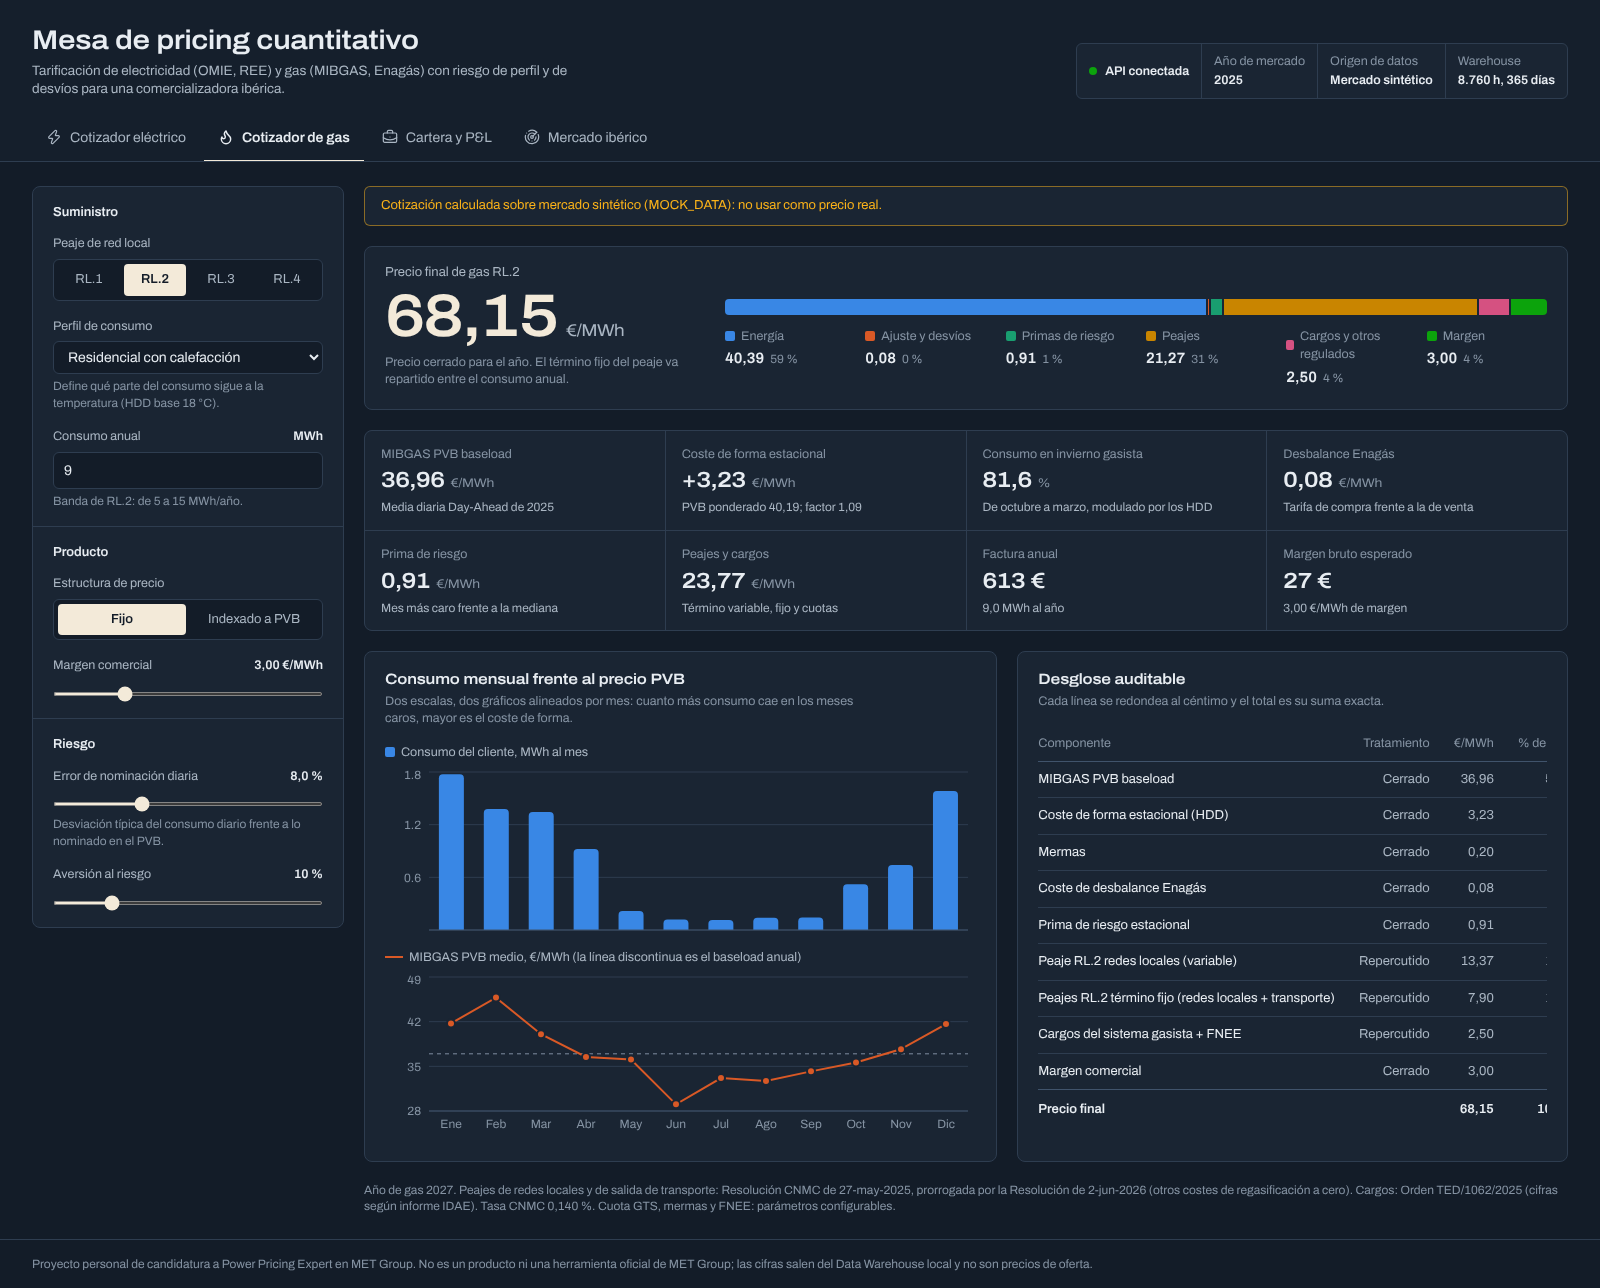 Mesa de pricing cuantitativo
Tarificación de electricidad (OMIE, REE) y gas (MIBGAS, Enagás) con riesgo de perfil y de
desvíos para una comercializadora ibérica.
API conectada
Año de mercado
2025
Origen de datos
Mercado sintético
Warehouse
8.760 h, 365 días
Cotizador eléctrico
Cotizador de gas
Cartera y P&L
Mercado ibérico
Suministro
Peaje de red local
RL.1 RL.2 RL.3 RL.4
Perfil de consumo
Residencial con calefacción
Define qué parte del consumo sigue a la
temperatura (HDD base 18 °C).
Consumo anual MWh
9
Banda de RL.2: de 5 a 15 MWh/año.
Producto
Estructura de precio
Fijo Indexado a PVB
Margen comercial 3,00 €/MWh
Riesgo
Error de nominación diaria 8,0 %
Desviación típica del consumo diario frente a lo
nominado en el PVB.
Aversión al riesgo 10 %
Cotización calculada sobre mercado sintético (MOCK_DATA): no usar como precio real.
Precio final de gas RL.2
68,15 €/MWh
Precio cerrado para el año. El término fijo del peaje va
repartido entre el consumo anual.
Energía
40,39 59 %
Ajuste y desvíos
0,08 0 %
Primas de riesgo
0,91 1 %
Peajes
21,27 31 %
Cargos y otros
regulados
2,50 4 %
Margen
3,00 4 %
MIBGAS PVB baseload
36,96 €/MWh
Media diaria Day-Ahead de 2025
Coste de forma estacional
+3,23 €/MWh
PVB ponderado 40,19; factor 1,09
Consumo en invierno gasista
81,6 %
De octubre a marzo, modulado por los HDD
Desbalance Enagás
0,08 €/MWh
Tarifa de compra frente a la de venta
Prima de riesgo
0,91 €/MWh
Mes más caro frente a la mediana
Peajes y cargos
23,77 €/MWh
Término variable, fijo y cuotas
Factura anual
613 €
9,0 MWh al año
Margen bruto esperado
27 €
3,00 €/MWh de margen
Consumo mensual frente al precio PVB
Dos escalas, dos gráficos alineados por mes: cuanto más consumo cae en los meses
caros, mayor es el coste de forma.
Consumo del cliente, MWh al mes
1.8
1.2
0.6
MIBGAS PVB medio, €/MWh (la línea discontinua es el baseload anual)
49
42
35
28
Ene Feb Mar Abr May Jun Jul Ago Sep Oct Nov Dic
Desglose auditable
Cada línea se redondea al céntimo y el total es su suma exacta.
Componente Tratamiento €/MWh % de
MIBGAS PVB baseload Cerrado 36,96
Coste de forma estacional (HDD) Cerrado 3,23
Mermas Cerrado 0,20
Coste de desbalance Enagás Cerrado 0,08
Prima de riesgo estacional Cerrado 0,91
Peaje RL.2 redes locales (variable) Repercutido 13,37
Peajes RL.2 término fijo (redes locales + transporte) Repercutido 7,90
Cargos del sistema gasista + FNEE Repercutido 2,50
Margen comercial Cerrado 3,00
Precio final 68,15
Año de gas 2027. Peajes de redes locales y de salida de transporte: Resolución CNMC de 27-may-2025, prorrogada por la Resolución de 2-jun-2026 (otros costes de regasificación a cero). Cargos: Orden TED/1062/2025 (cifras
según informe IDAE). Tasa CNMC 0,140 %. Cuota GTS, mermas y FNEE: parámetros configurables.
Proyecto personal de candidatura a Power Pricing Expert en MET Group. No es un producto ni una herramienta oficial de MET Group; las cifras salen del Data Warehouse local y no son precios de oferta.